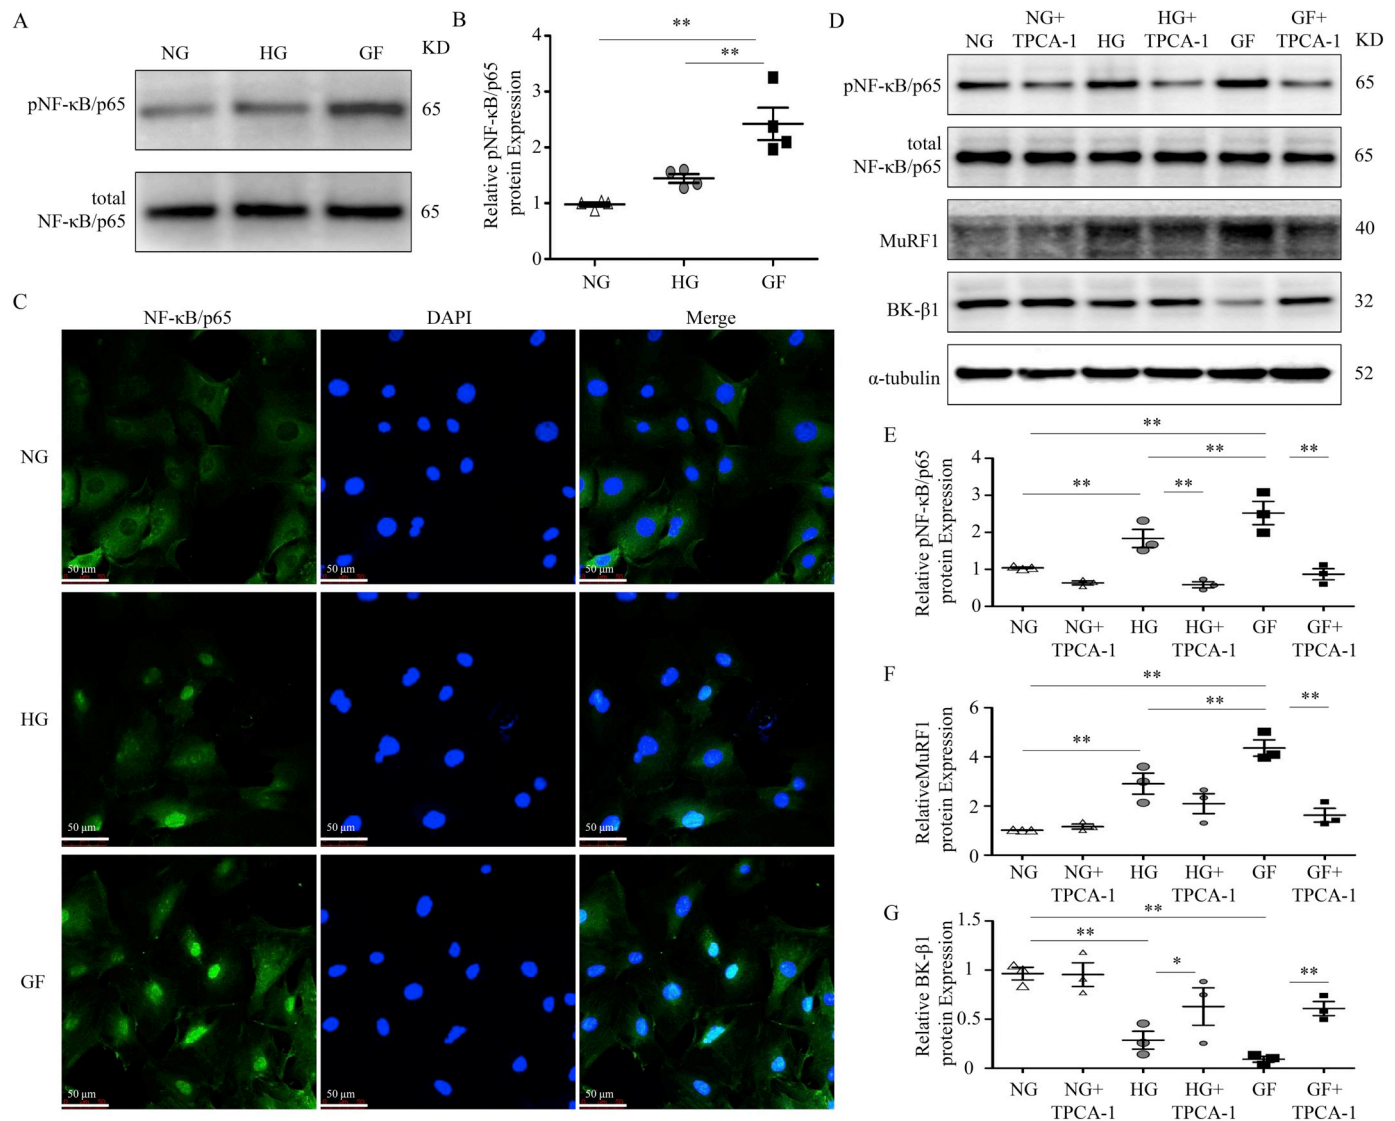 A
NG HG GF KD
pNF-κB/p65 65
total
NF-κB/p65 65
B
** 
**
Relative pNF-κB/p65
protein Expression
4
3
2
1
0
NG HG GF
C
NF-κB/p65 DAPI Merge
NG
50 μm 50 μm 50 μm
HG
50 μm 50 μm 50 μm
GF
50 μm 50 μm 50 μm
D
NG+ HG+ GF+
NG TPCA-1 HG TPCA-1 GF TPCA-1 KD
pNF-κB/p65 65
total
NF-κB/p65 65
MuRF1 40
BK-β1 32
α-tubulin 52
E
**
** **
** **
Relative pNF-κB/p65
protein Expression
4
3
2
1
0
NG NG+ HG HG+ GF GF+
TPCA-1 TPCA-1 TPCA-1
F
**
** **
**
RelativeMuRF1
protein Expression
6
4
2
0
NG NG+ HG HG+ GF GF+
TPCA-1 TPCA-1 TPCA-1
G
**
**
* **
Relative BK-β1
protein Expression
1.5
1
0.5
0
NG NG+ HG HG+ GF GF+
TPCA-1 TPCA-1 TPCA-1